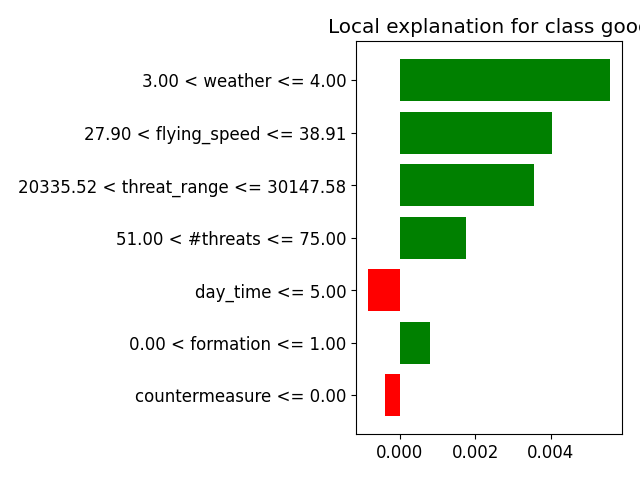 Local explanation for class good
3.00 < weather <= 4.00
27.90 < flying_speed <= 38.91
20335.52 < threat_range <= 30147.58
51.00 < #threats <= 75.00
day_time <= 5.00
0.00 < formation <= 1.00
countermeasure <= 0.00
0.000 0.002 0.004